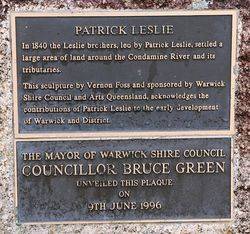 PATRICK LESLIE
In 1840 the Leslie brothers, led by Patrick Leslie, settled a
large area of land around the Condamine River and its
tributaries.
This sculpture by Vernon Foss and sponsored by Warwick
Shire Council and Arts Queensland, acknowledges the
contributions of Patrick Leslie to the early development
of Warwick and District.
THE MAYOR OF WARWICK SHIRE COUNCIL
COUNCILLOR BRUCE GREEN
UNVEILED THIS PLAQUE
ON
9TH JUNE 1996